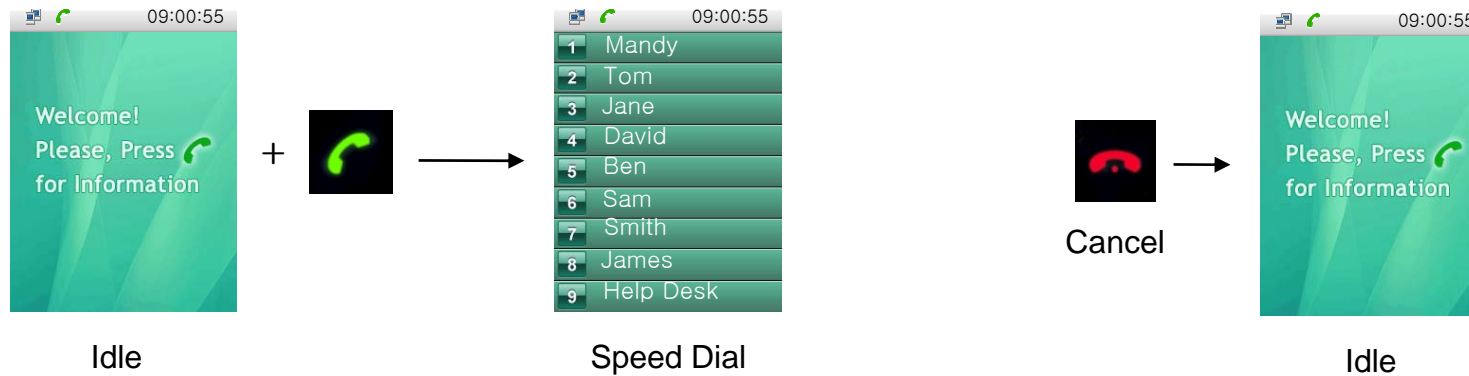 09:00:55
Welcome!
Please, Press
for Information
+
Idle
09:00:55
1 Mandy
2 Tom
3 Jane
4 David
5 Ben
6 Sam
7 Smith
8 James
9 Help Desk
Speed Dial
Cancel
09:00:55
Welcome!
Please, Press
for Information
Idle